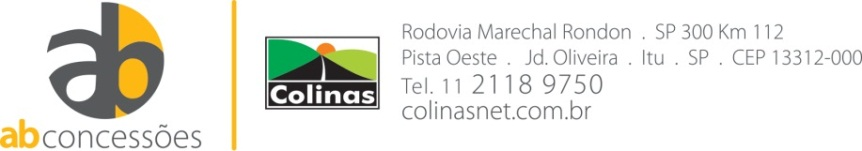 ab
abconcessões
Colinas
Rodovia Marechal Rondon . SP 300 Km 112
Pista Oeste . Jd. Oliveira . Itu . SP . CEP 13312-000
Tel. 11 2118 9750
colinasnet.com.br